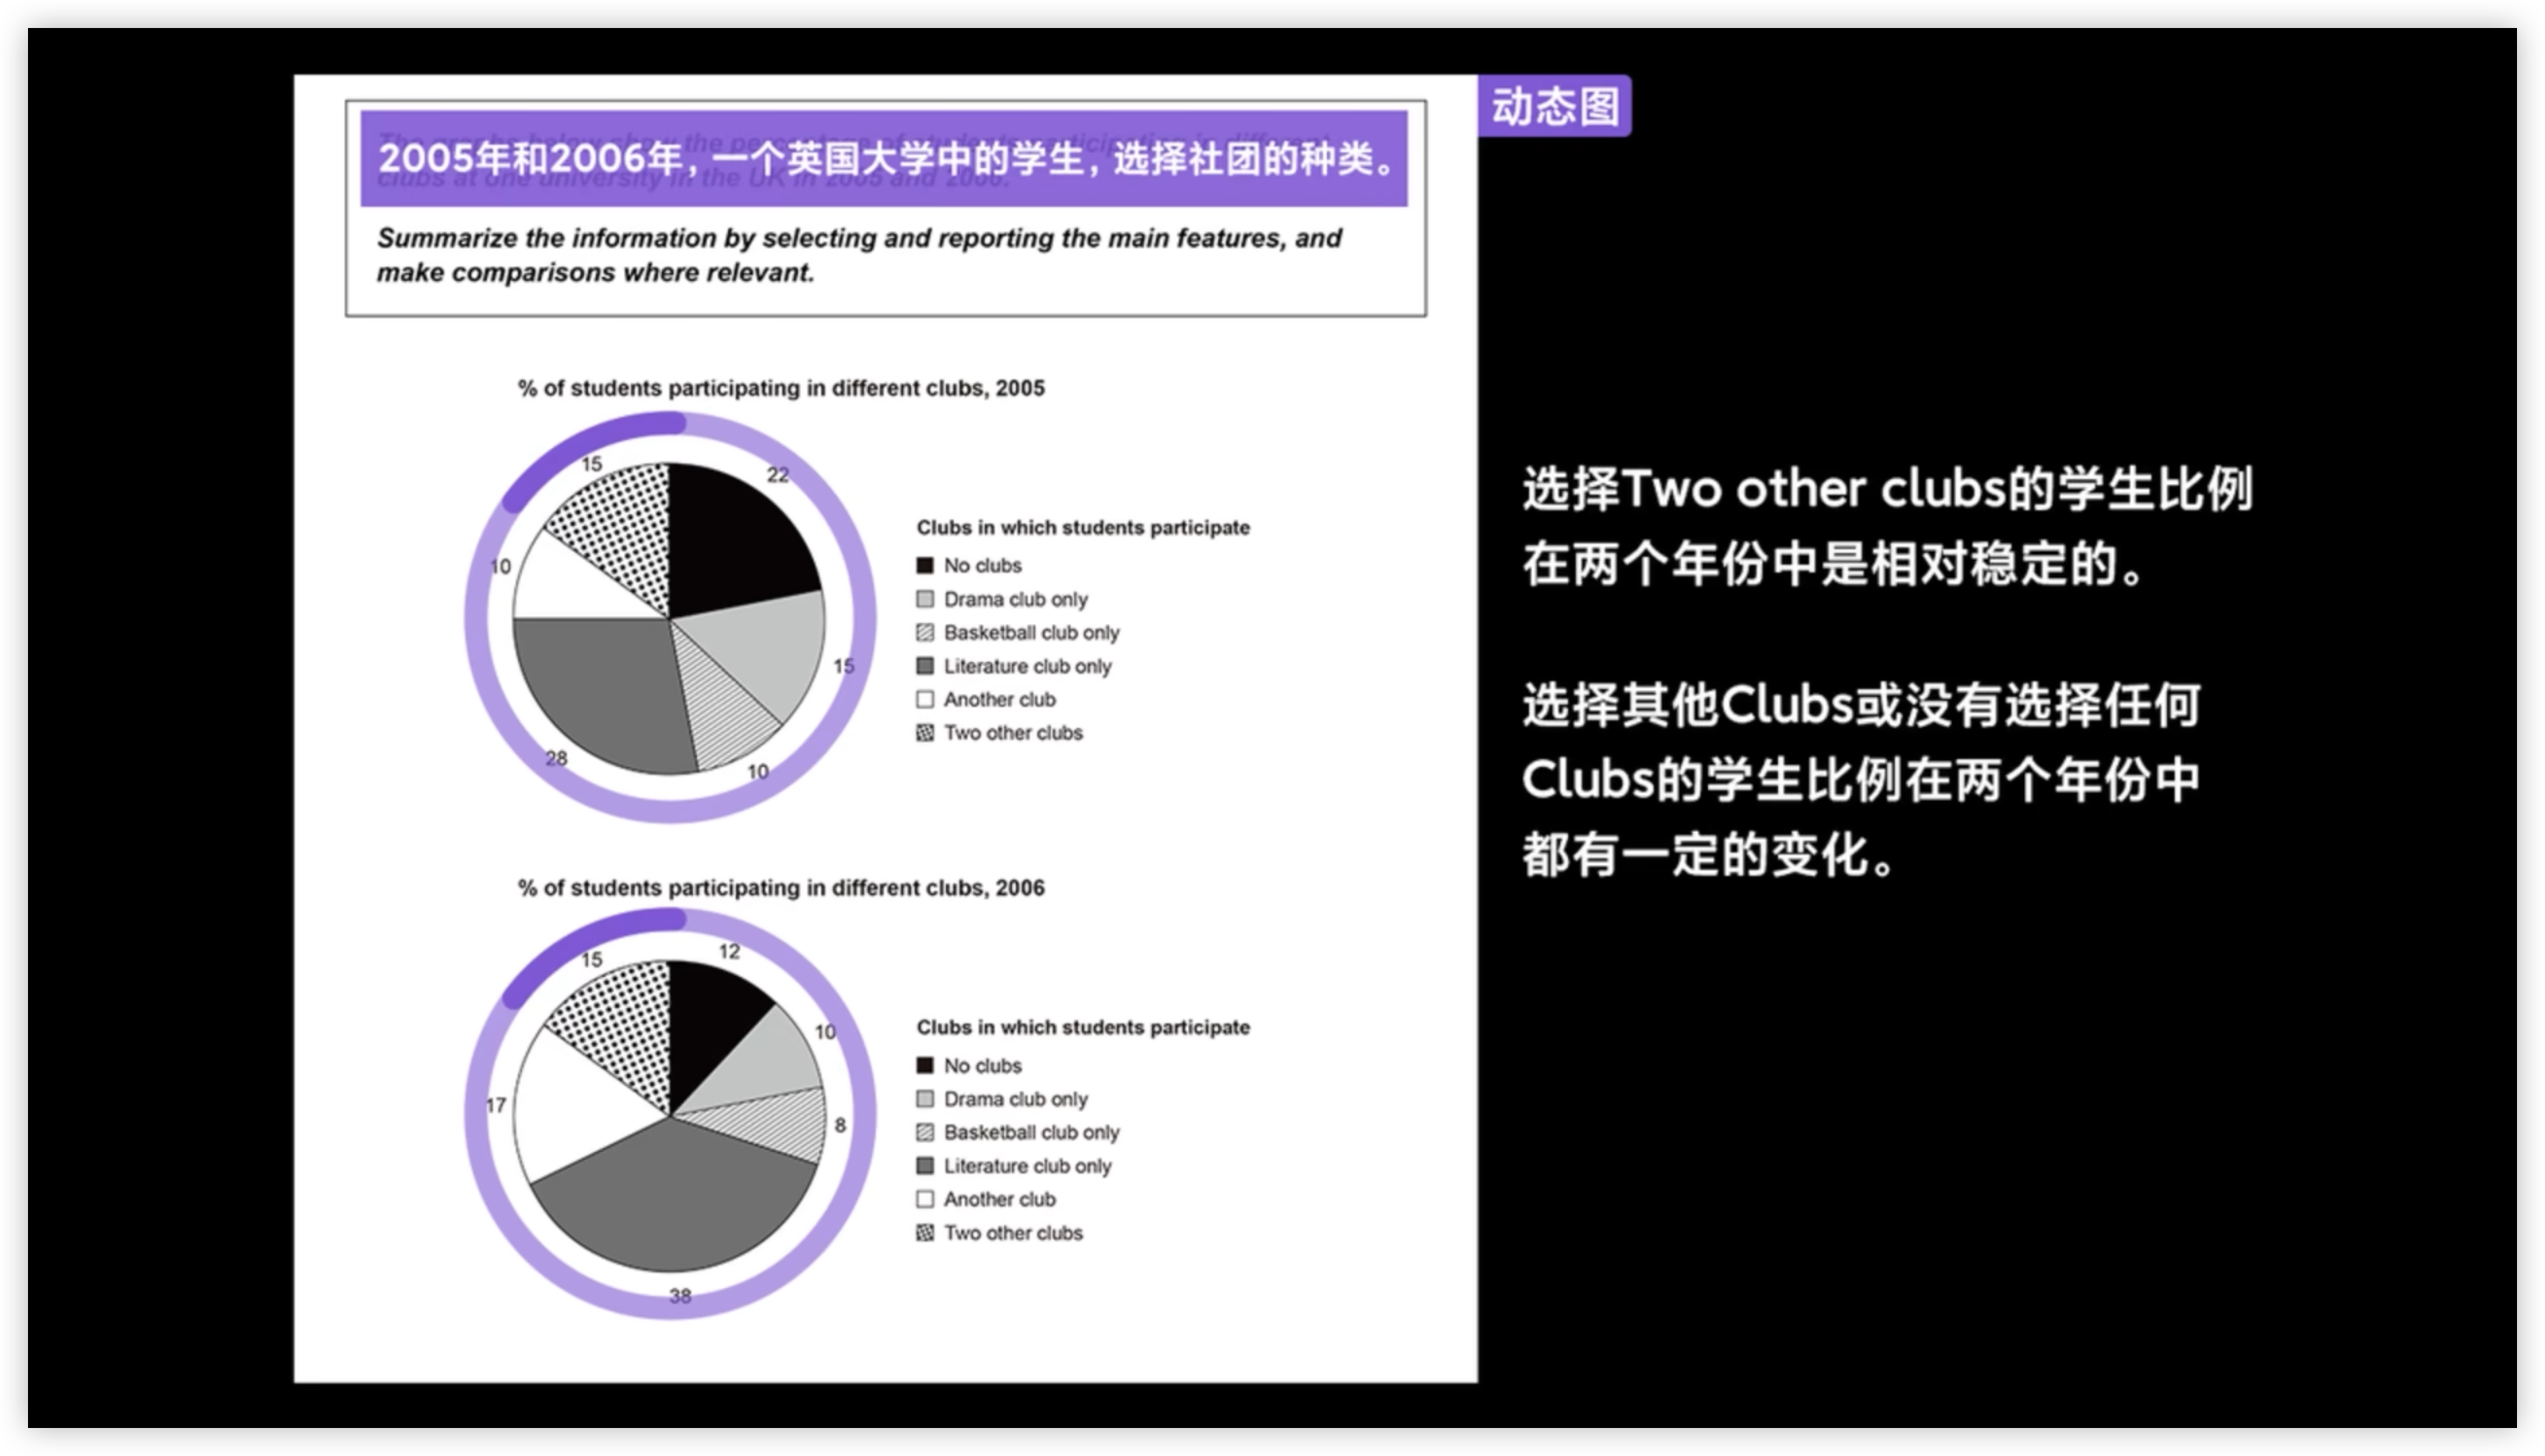 动态图
2005年和2006年，一个英国大学中的学生，选择社团的种类。
Summarize the information by selecting and reporting the main features, and
make comparisons where relevant.
% of students participating in different clubs, 2005
15
22
10
15
28
10
Clubs in which students participate
No clubs
Drama club only
Basketball club only
Literature club only
Another club
Two other clubs
选择Two other clubs的学生比例
在两个年份中是相对稳定的。
选择其他Clubs或没有选择任何
Clubs的学生比例在两个年份中
都有一定的变化。
% of students participating in different clubs, 2006
15
12
10
17
8
38
Clubs in which students participate
No clubs
Drama club only
Basketball club only
Literature club only
Another club
Two other clubs